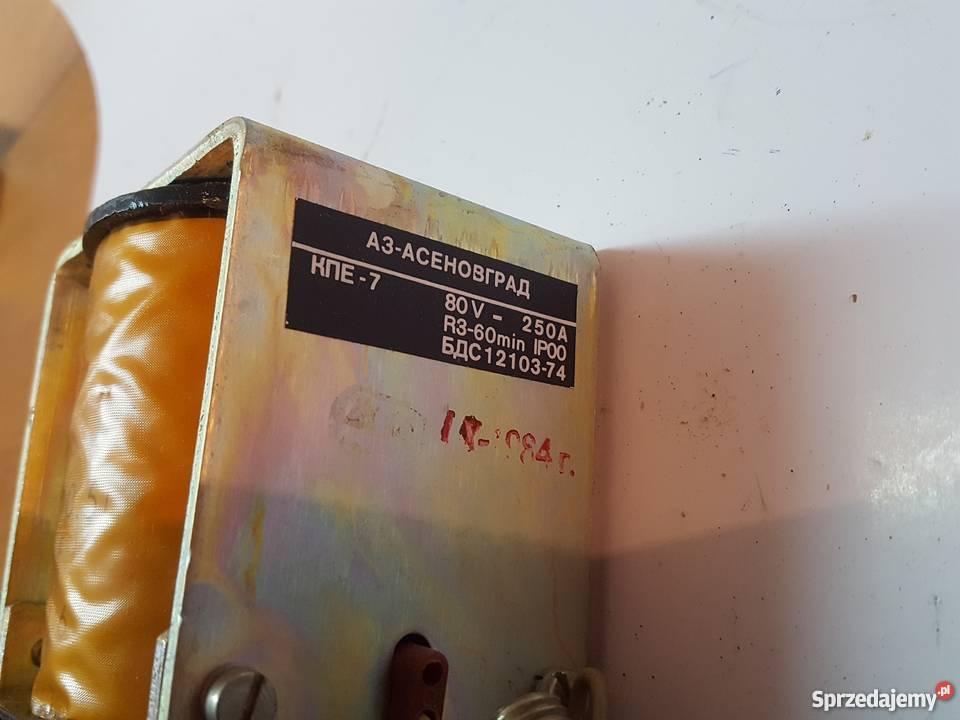 АЗ-АСЕНОВГРАД
КПЕ-7
80V - 250A
R3-60min IP00
БДС12103-74
Sprzedajemy.pl